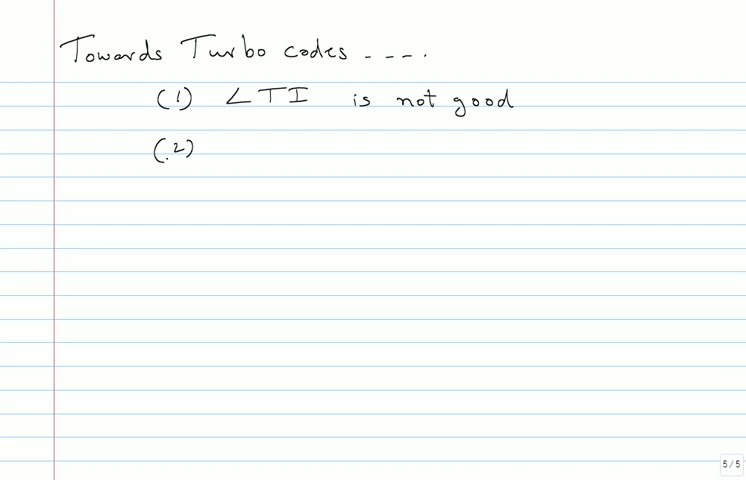 Towards Turbo codes ----.
(1) LTI is not good
(2)
5/5